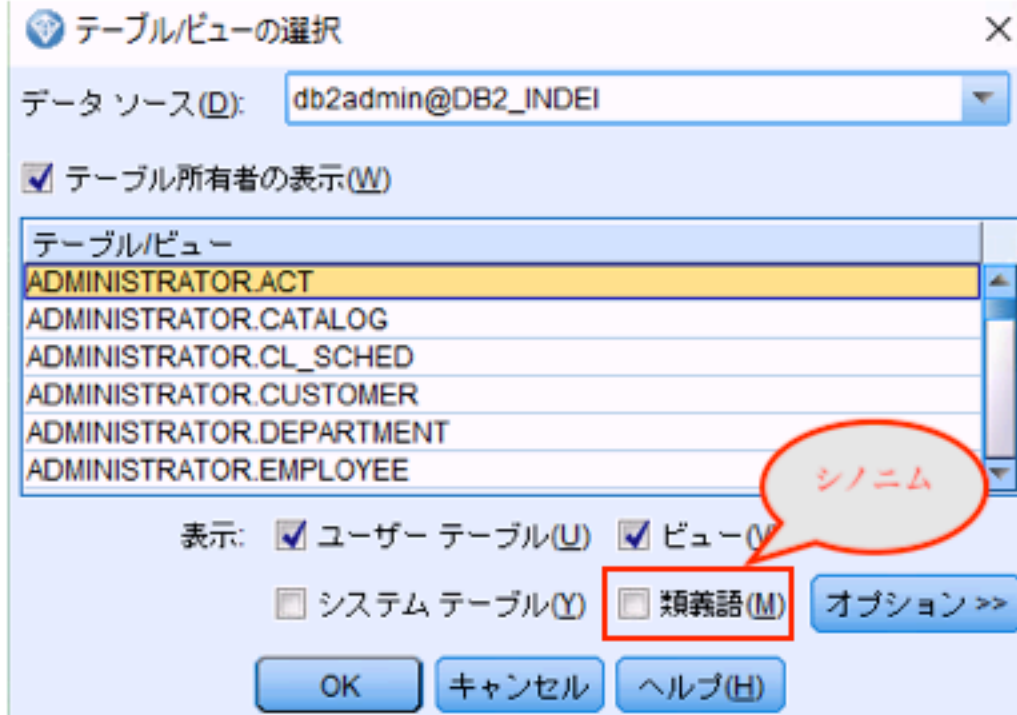 テーブル/ビューの選択
データ ソース(D): db2admin@DB2_INDEI
テーブル所有者の表示(W)
テーブル/ビュー
ADMINISTRATOR.ACT
ADMINISTRATOR.CATALOG
ADMINISTRATOR.CL_SCHED
ADMINISTRATOR.CUSTOMER
ADMINISTRATOR.DEPARTMENT
ADMINISTRATOR.EMPLOYEE
シノニム
表示: ユーザー テーブル(U) ビュー(V
システム テーブル(Y) 類義語(M) オプション >>
OK キャンセル ヘルプ(H)